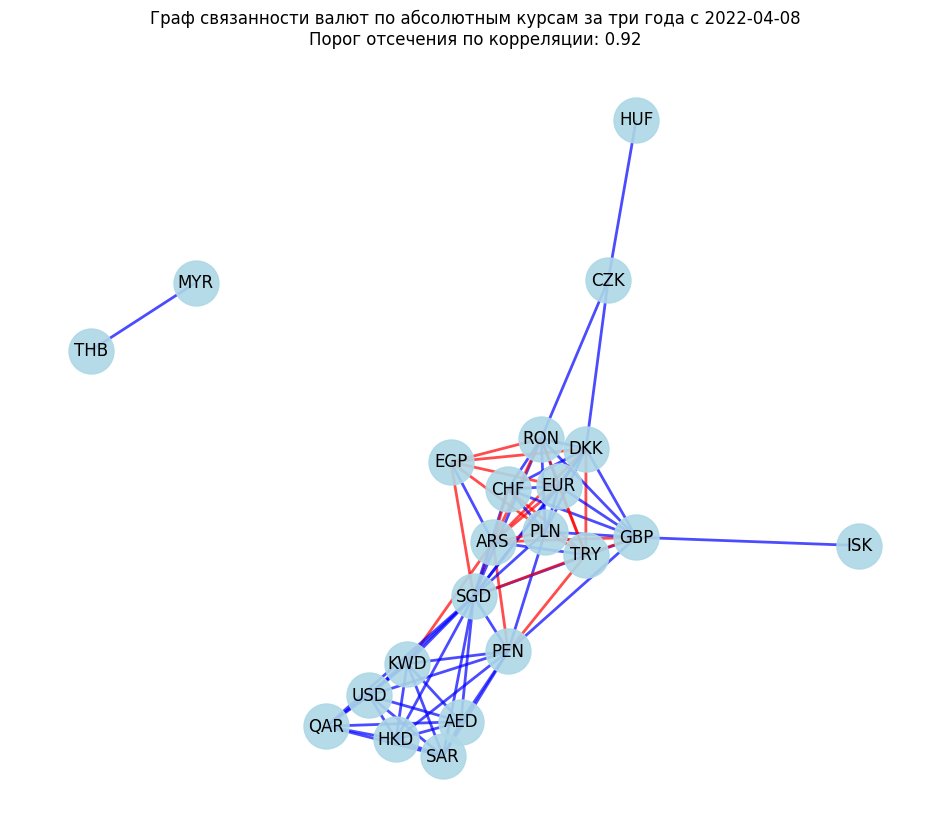 Граф связанности валют по абсолютным курсам за три года с 2022-04-08
Порог отсечения по корреляции: 0.92
HUF
CZK
MYR
THB
RON
DKK
EGP
CHF
EUR
PLN
ARS
GBP
TRY
ISK
SGD
PEN
KWD
USD
QAR
AED
HKD
SAR